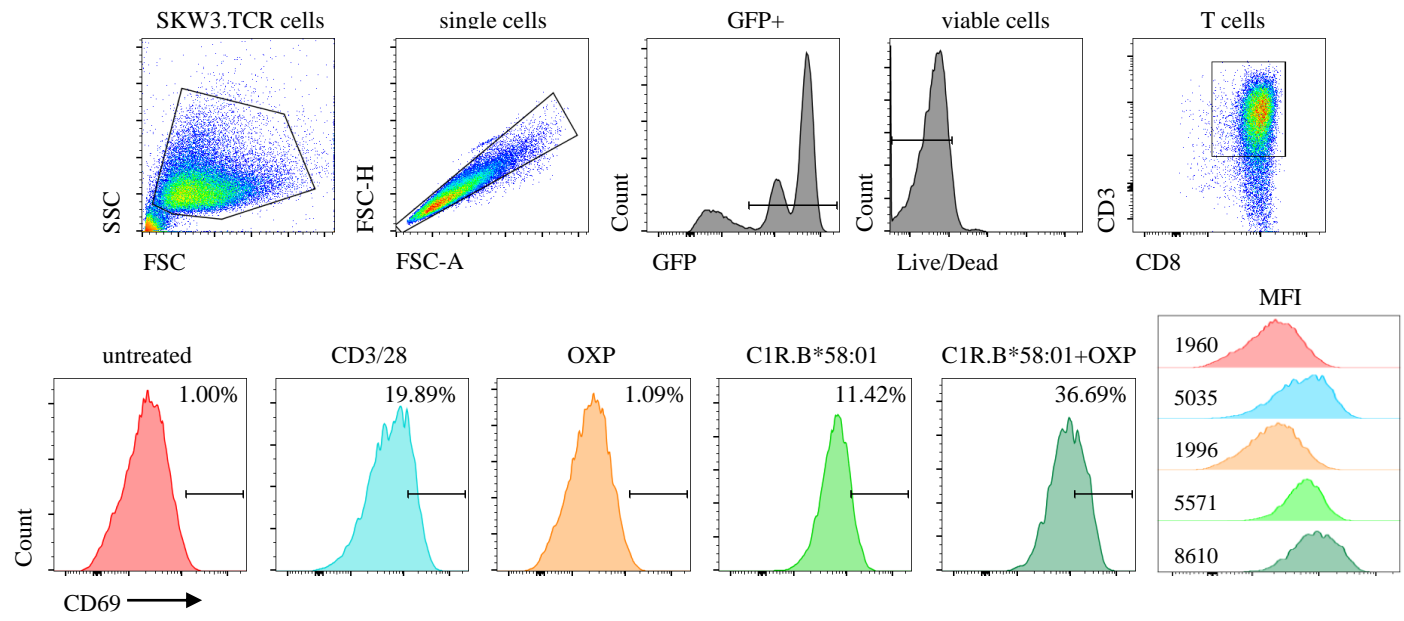 SKW3.TCR cells
single cells
GFP+
viable cells
T cells
SSC
FSC-H
Count
Count
CD3
FSC
FSC-A
GFP
Live/Dead
CD8
MFI
untreated
CD3/28
OXP
C1R.B*58:01
C1R.B*58:01+OXP
1.00%
19.89%
1.09%
11.42%
36.69%
1960
5035
1996
5571
8610
Count
CD69